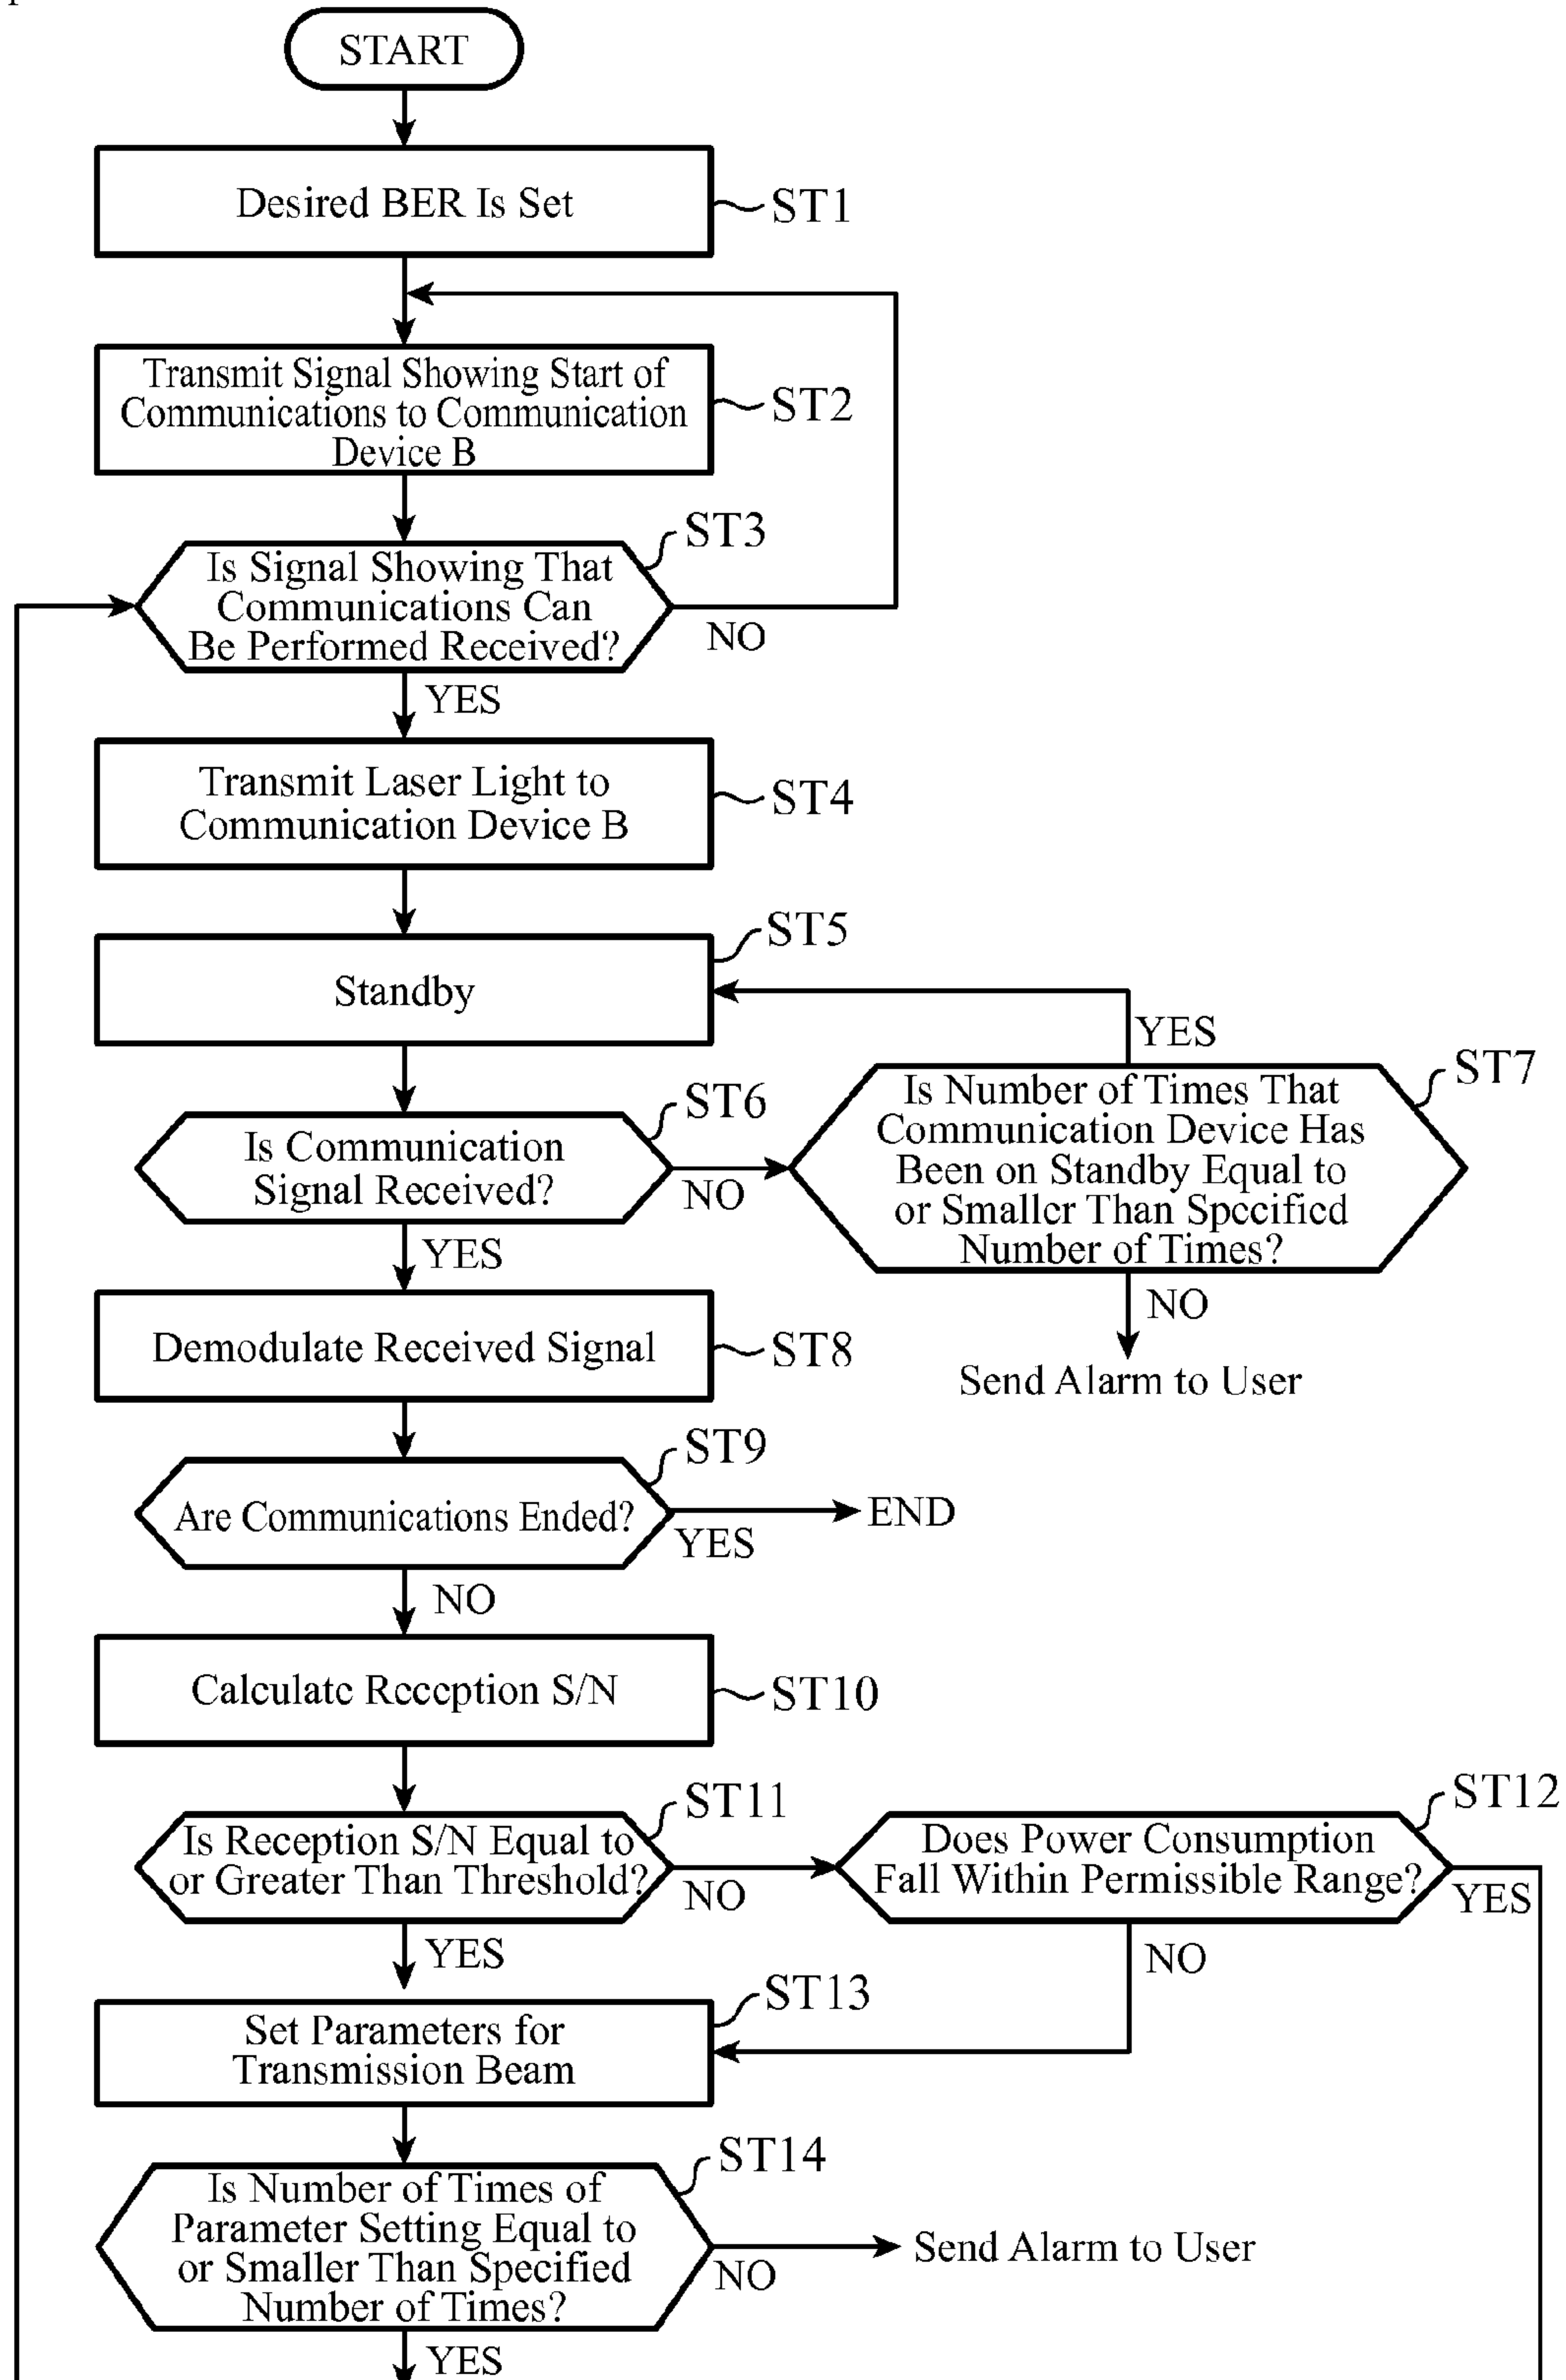 START
Desired BER Is Set
ST1
Transmit Signal Showing Start of
Communications to Communication
Device B
ST2
ST3
Is Signal Showing That
Communications Can
Be Performed Received?
NO
YES
Transmit Laser Light to
Communication Device B
ST4
ST5
Standby
YES
ST7
ST6
Is Communication
Signal Received?
NO
Is Number of Times That
Communication Device Has
Been on Standby Equal to
or Smaller Than Specified
Number of Times?
YES
NO
Send Alarm to User
Demodulate Received Signal
ST8
ST9
Are Communications Ended?
YES
END
NO
Calculate Reception S/N
ST10
ST11
Is Reception S/N Equal to
or Greater Than Threshold?
NO
ST12
Does Power Consumption
Fall Within Permissible Range?
YES
YES
NO
ST13
Set Parameters for
Transmission Beam
ST14
Is Number of Times of
Parameter Setting Equal to
or Smaller Than Specified
Number of Times?
NO
Send Alarm to User
YES